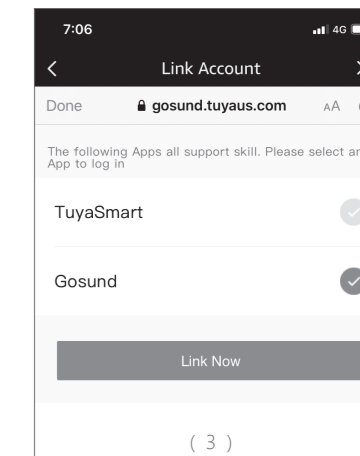 7:06 4G
Link Account
Done gosund.tuyaus.com AA
The following Apps all support skill. Please select an
App to log in
TuyaSmart
Gosund
Link Now
( 3 )